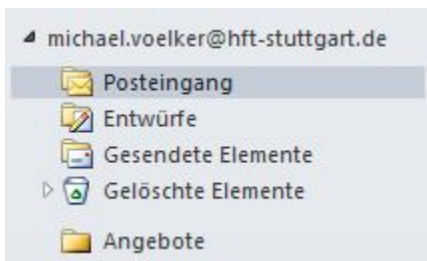 michael.voelker@hft-stuttgart.de
Posteingang
Entwürfe
Gesendete Elemente
Gelöschte Elemente
Angebote